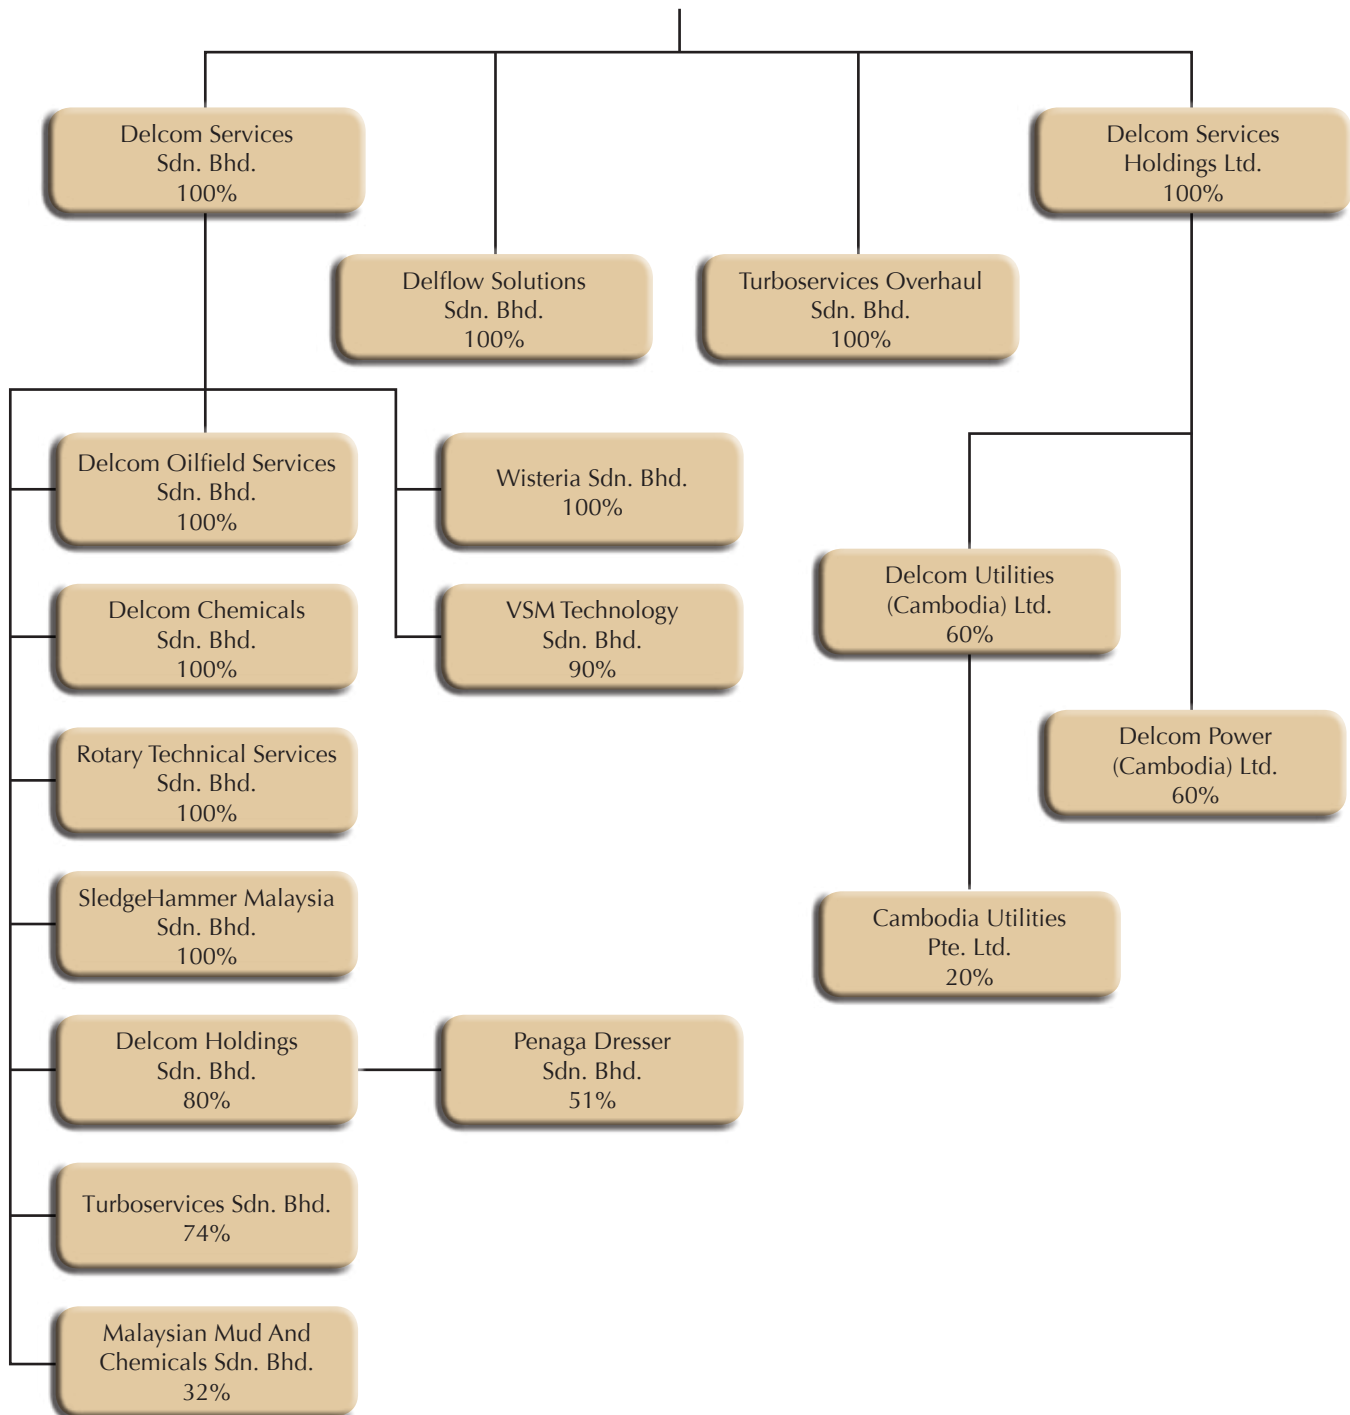 Delcom Services
Sdn. Bhd.
100%
Delcom Services
Holdings Ltd.
100%
Delflow Solutions
Sdn. Bhd.
100%
Turboservices Overhaul
Sdn. Bhd.
100%
Delcom Oilfield Services
Sdn. Bhd.
100%
Wisteria Sdn. Bhd.
100%
Delcom Utilities
(Cambodia) Ltd.
60%
Delcom Chemicals
Sdn. Bhd.
100%
VSM Technology
Sdn. Bhd.
90%
Delcom Power
(Cambodia) Ltd.
60%
Rotary Technical Services
Sdn. Bhd.
100%
SledgeHammer Malaysia
Sdn. Bhd.
100%
Cambodia Utilities
Pte. Ltd.
20%
Delcom Holdings
Sdn. Bhd.
80%
Penaga Dresser
Sdn. Bhd.
51%
Turboservices Sdn. Bhd.
74%
Malaysian Mud And
Chemicals Sdn. Bhd.
32%